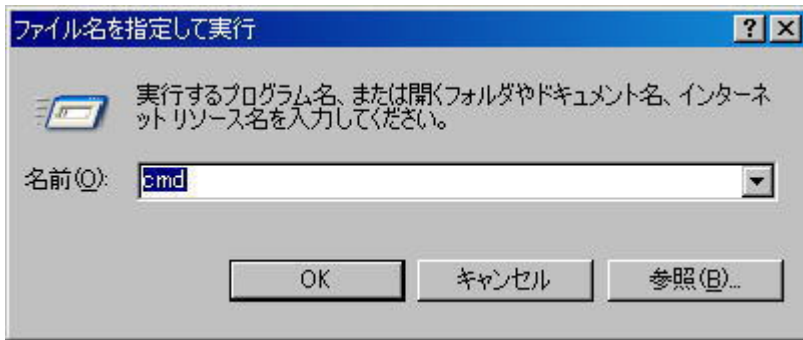 ファイル名を指定して実行
実行するプログラム名、または開くフォルダやドキュメント名、インターネ
ット リソース名を入力してください。
名前(O):
cmd
OK
キャンセル
参照(B)...